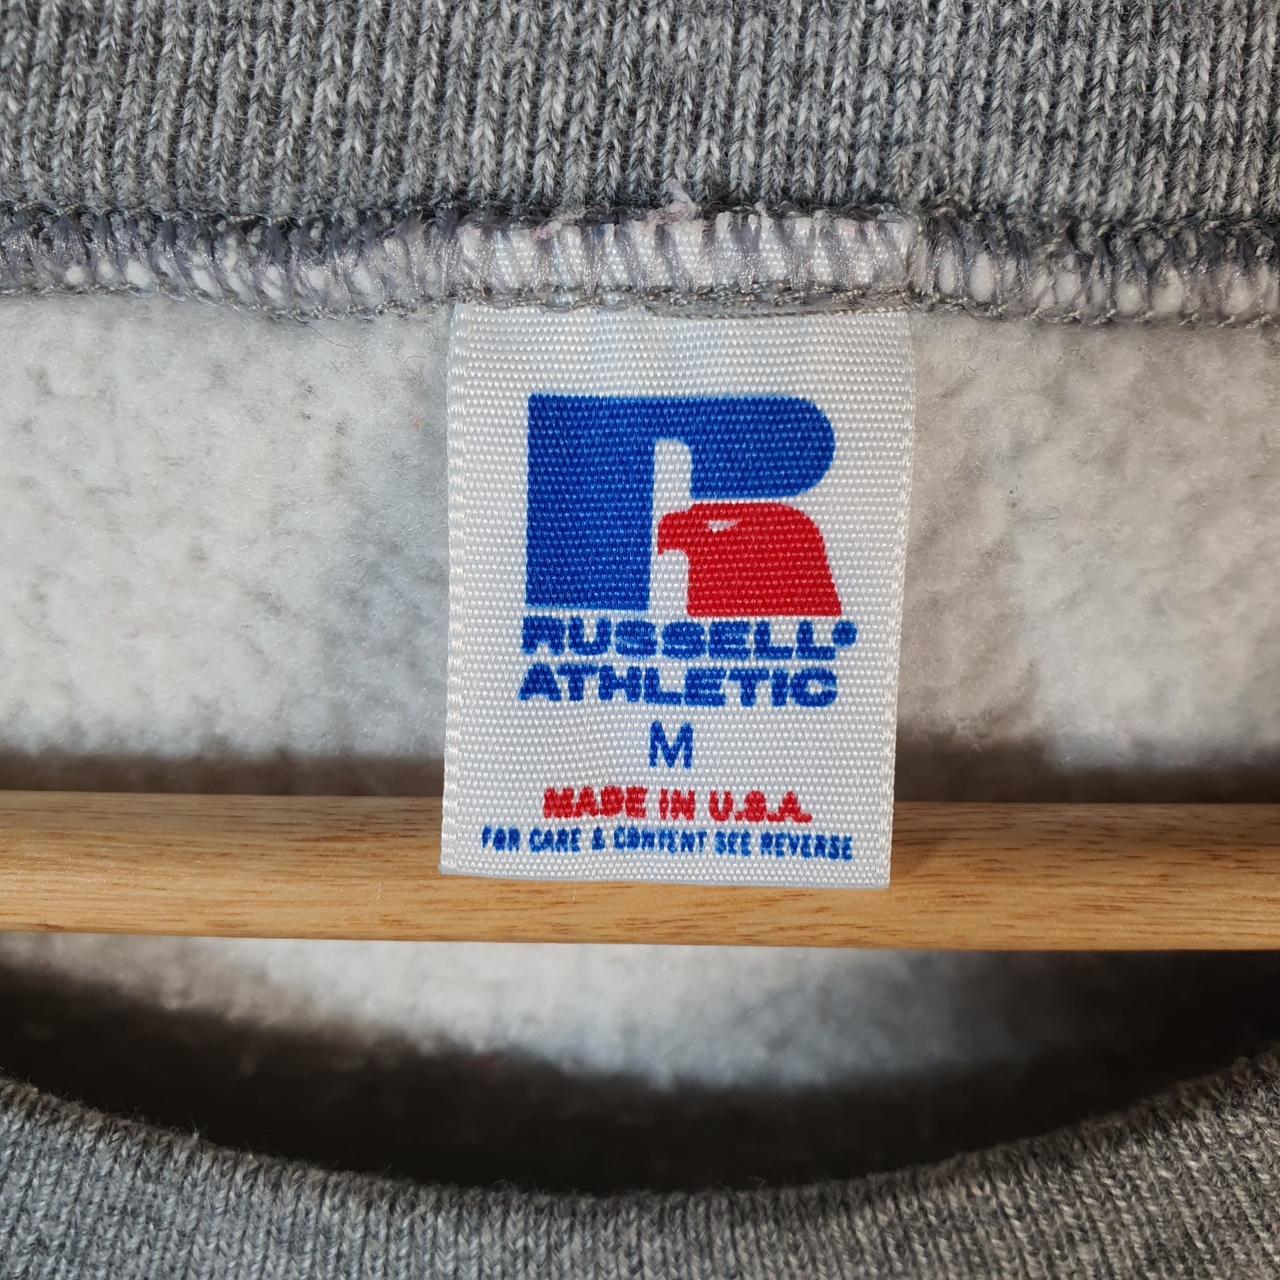 RUSSELL®
ATHLETIC
M
MADE IN U.S.A.
FOR CARE & CONTENT SEE REVERSE